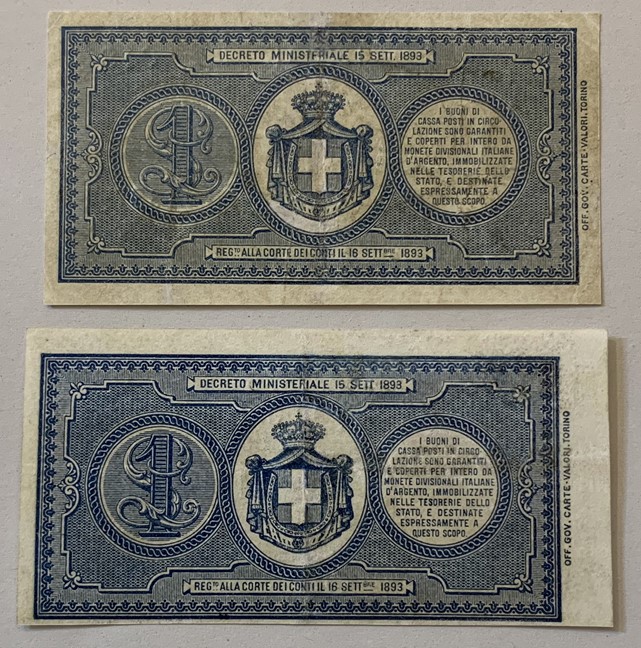 DECRETO MINISTERIALE 15 SETT. 1893
1
I BUONI DI
CASSA POSTI IN CIRCO
LAZIONE SONO GARANTITI
E COPERTI PER INTERO DA
MONETE DIVISIONALI ITALIANE
D'ARGENTO, IMMOBILIZZATE
NELLE TESORERIE DELLO
STATO, E DESTINATE
ESPRESSAMENTE A
QUESTO SCOPO.
REG.TO ALLA CORTE DEI CONTI IL 16 SETT.BRE 1893
OFF. GOV. CARTE-VALORI. TORINO
DECRETO MINISTERIALE 15 SETT. 1893
1
I BUONI DI
CASSA POSTI IN CIRCO
LAZIONE SONO GARANTITI
E COPERTI PER INTERO DA
MONETE DIVISIONALI ITALIANE
D'ARGENTO, IMMOBILIZZATE
NELLE TESORERIE DELLO
STATO, E DESTINATE
ESPRESSAMENTE A
QUESTO SCOPO.
REG.TO ALLA CORTE DEI CONTI IL 16 SETT.BRE 1893
OFF. GOV. CARTE-VALORI. TORINO